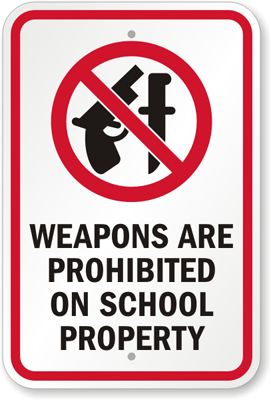 WEAPONS ARE
PROHIBITED
ON SCHOOL
PROPERTY